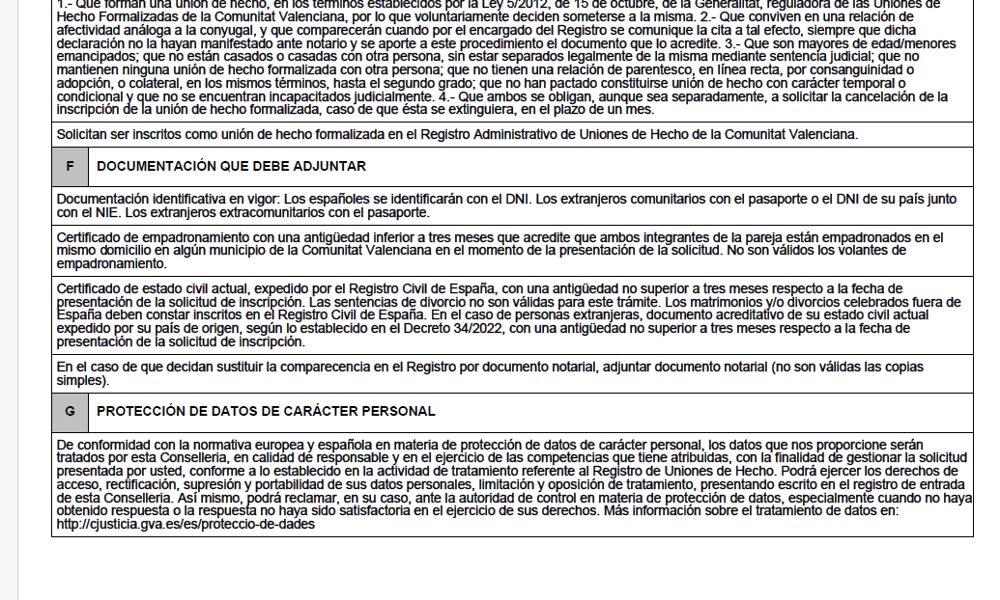 1.- Que forman una unión de hecho, en los términos establecidos por la Ley 5/2012, de 15 de octubre, de la Generalitat, reguladora de las Uniones de
Hecho Formalizadas de la Comunitat Valenciana, por lo que voluntariamente deciden someterse a la misma. 2.- Que conviven en una relación de
afectividad análoga a la conyugal, y que comparecerán cuando por el encargado del Registro se comunique la cita a tal efecto, siempre que dicha
declaración no la hayan manifestado ante notario y se aporte a este procedimiento el documento que lo acredite. 3.- Que son mayores de edad/menores
emancipados; que no están casados o casadas con otra persona, sin estar separados legalmente de la misma mediante sentencia judicial; que no
mantienen ninguna unión de hecho formalizada con otra persona; que no tienen una relación de parentesco, en línea recta, por consanguinidad o
adopción, o colateral, en los mismos términos, hasta el segundo grado; que no han pactado constituirse unión de hecho con carácter temporal o
condicional y que no se encuentran incapacitados judicialmente. 4.- Que ambos se obligan, aunque sea separadamente, a solicitar la cancelación de la
inscripción de la unión de hecho formalizada, caso de que ésta se extinguiera, en el plazo de un mes.
Solicitan ser inscritos como unión de hecho formalizada en el Registro Administrativo de Uniones de Hecho de la Comunitat Valenciana.
F DOCUMENTACIÓN QUE DEBE ADJUNTAR
Documentación identificativa en vigor: Los españoles se identificarán con el DNI. Los extranjeros comunitarios con el pasaporte o el DNI de su país junto
con el NIE. Los extranjeros extracomunitarios con el pasaporte.
Certificado de empadronamiento con una antigüedad inferior a tres meses que acredite que ambos integrantes de la pareja están empadronados en el
mismo domicilio en algún municipio de la Comunitat Valenciana en el momento de la presentación de la solicitud. No son válidos los volantes de
empadronamiento.
Certificado de estado civil actual, expedido por el Registro Civil de España, con una antigüedad no superior a tres meses respecto a la fecha de
presentación de la solicitud de inscripción. Las sentencias de divorcio no son válidas para este trámite. Los matrimonios y/o divorcios celebrados fuera de
España deben constar inscritos en el Registro Civil de España. En el caso de personas extranjeras, documento acreditativo de su estado civil actual
expedido por su país de origen, según lo establecido en el Decreto 34/2022, con una antigüedad no superior a tres meses respecto a la fecha de
presentación de la solicitud de inscripción.
En el caso de que decidan sustituir la comparecencia en el Registro por documento notarial, adjuntar documento notarial (no son válidas las copias
simples).
G PROTECCIÓN DE DATOS DE CARÁCTER PERSONAL
De conformidad con la normativa europea y española en materia de protección de datos de carácter personal, los datos que nos proporcione serán
tratados por esta Conselleria, en calidad de responsable y en el ejercicio de las competencias que tiene atribuidas, con la finalidad de gestionar la solicitud
presentada por usted, conforme a lo establecido en la actividad de tratamiento referente al Registro de Uniones de Hecho. Podrá ejercer los derechos de
acceso, rectificación, supresión y portabilidad de sus datos personales, limitación y oposición de tratamiento, presentando escrito en el registro de entrada
de esta Conselleria. Así mismo, podrá reclamar, en su caso, ante la autoridad de control en materia de protección de datos, especialmente cuando no haya
obtenido respuesta o la respuesta no haya sido satisfactoria en el ejercicio de sus derechos. Más información sobre el tratamiento de datos en:
http://cjusticia.gva.es/es/proteccio-de-dades